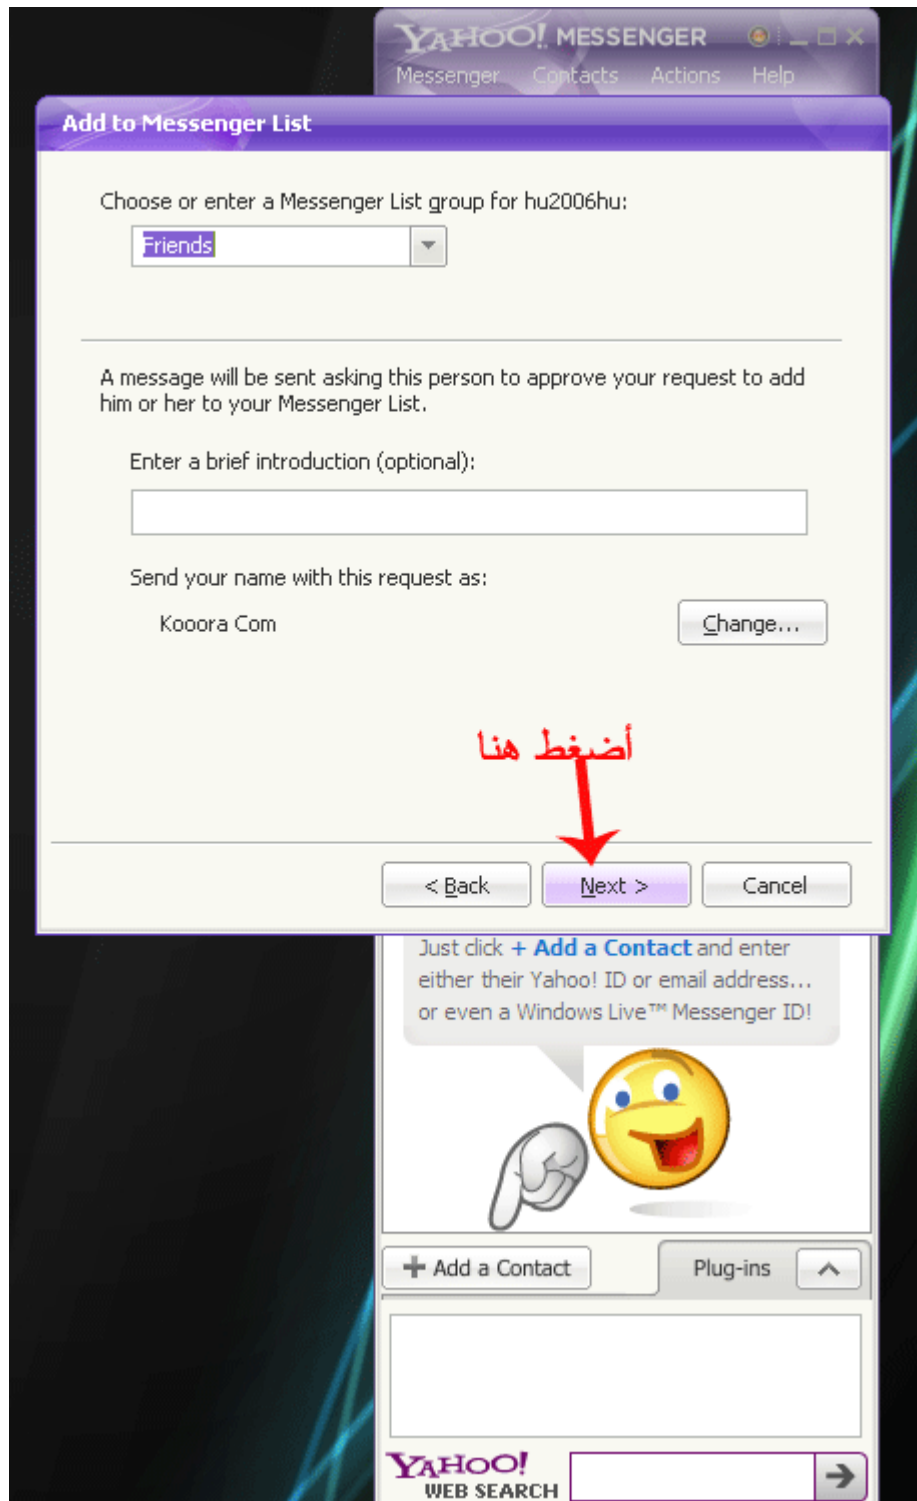 YAHOO! MESSENGER
Messenger Contacts Actions Help
Add to Messenger List
Choose or enter a Messenger List group for hu2006hu:
Friends
A message will be sent asking this person to approve your request to add
him or her to your Messenger List.
Enter a brief introduction (optional):
Send your name with this request as:
Kooora Com
Change...
أضغط هنا
< Back
Next >
Cancel
Just click + Add a Contact and enter
either their Yahoo! ID or email address...
or even a Windows Live™ Messenger ID!
+ Add a Contact
Plug-ins
YAHOO!
WEB SEARCH